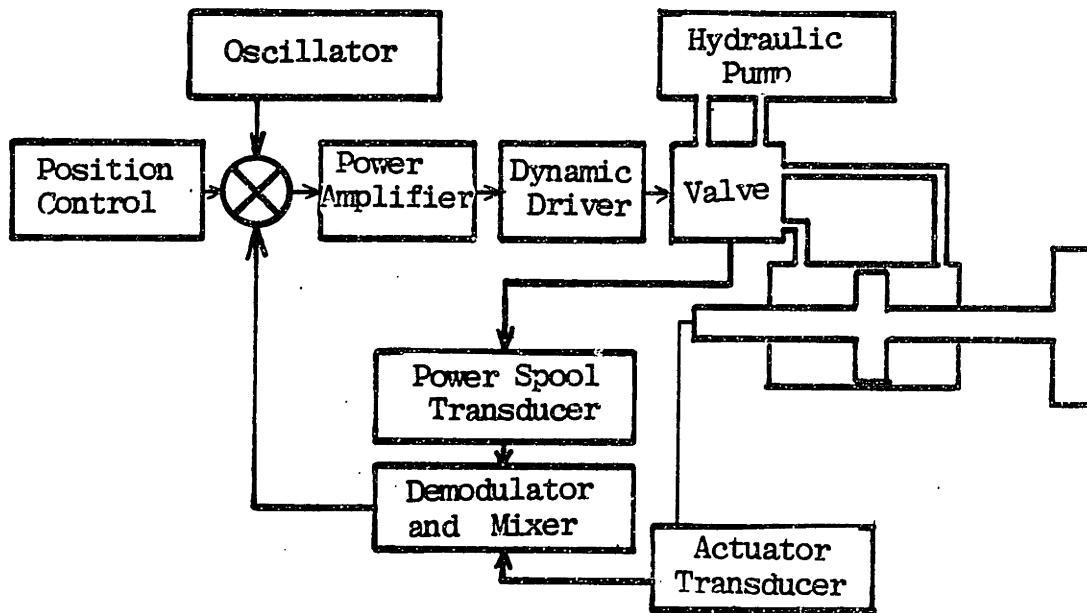 Oscillator
Hydraulic
Pump
Position
Control
Power
Amplifier
Dynamic
Driver
Valve
Power Spool
Transducer
Demodulator
and Mixer
Actuator
Transducer